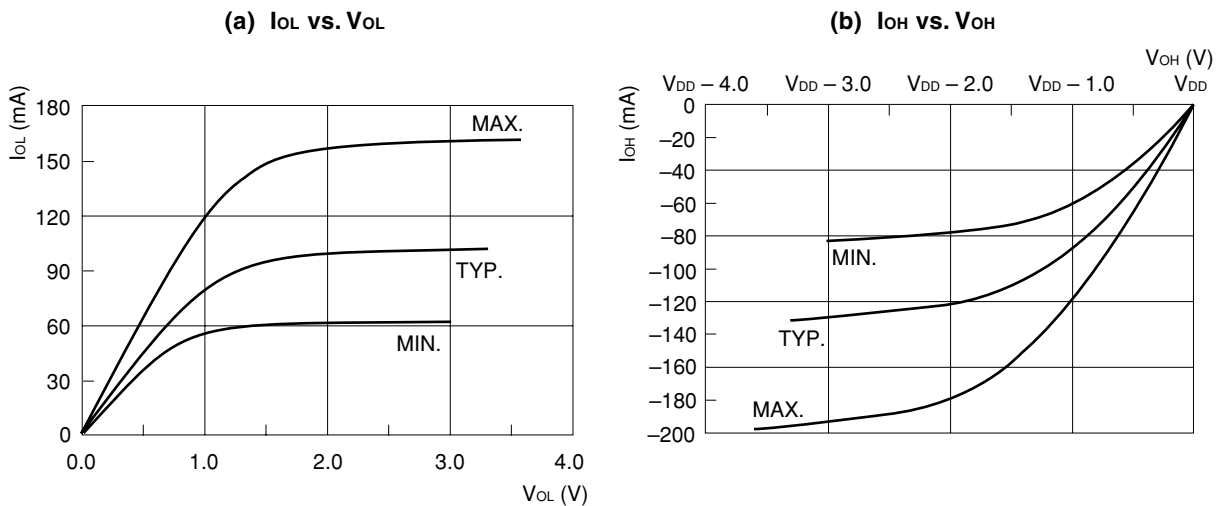 (a) IOL vs. VOL
IOL (mA)
180
150
120
90
60
30
0
0.0 1.0 2.0 3.0 4.0
VOL (V)
MAX.
TYP.
MIN.
(b) IOH vs. VOH
VOH (V)
VDD – 4.0 VDD – 3.0 VDD – 2.0 VDD – 1.0 VDD
IOH (mA)
0
–20
–40
–60
–80
–100
–120
–140
–160
–180
–200
MIN.
TYP.
MAX.